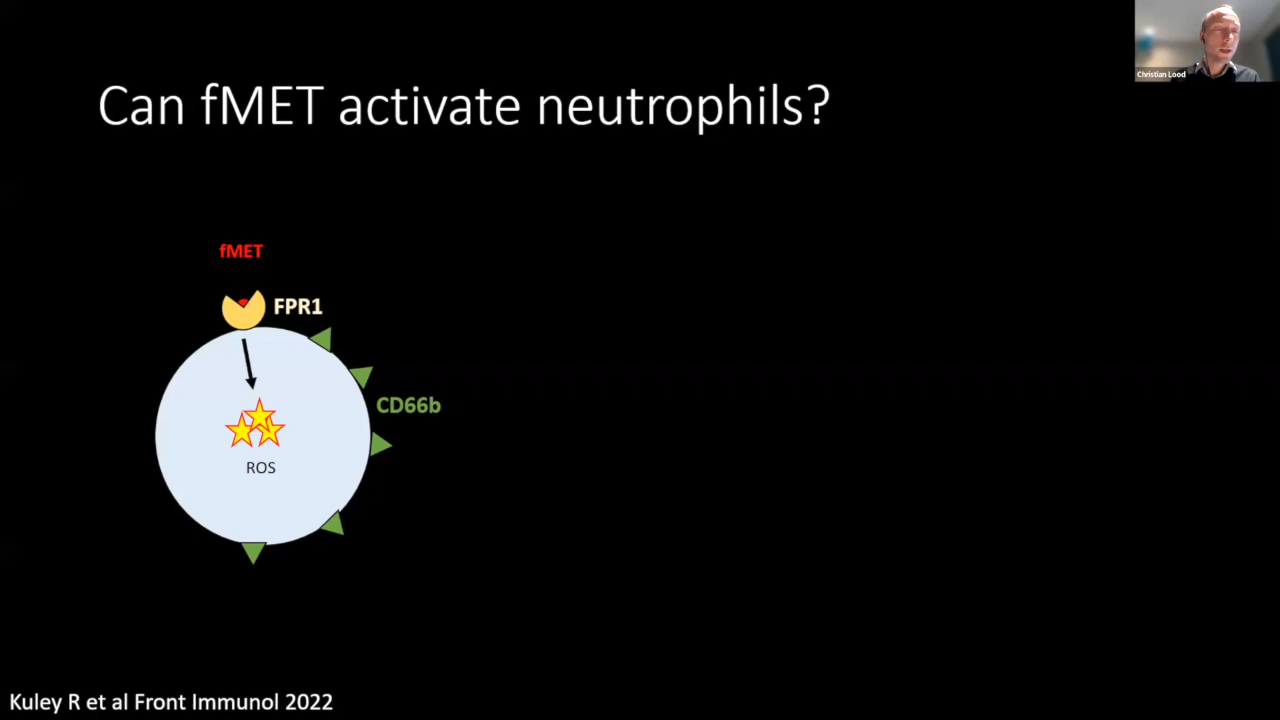 Christian Lood
Can fMET activate neutrophils?
fMET
FPR1
CD66b
ROS
Kuley R et al Front Immunol 2022